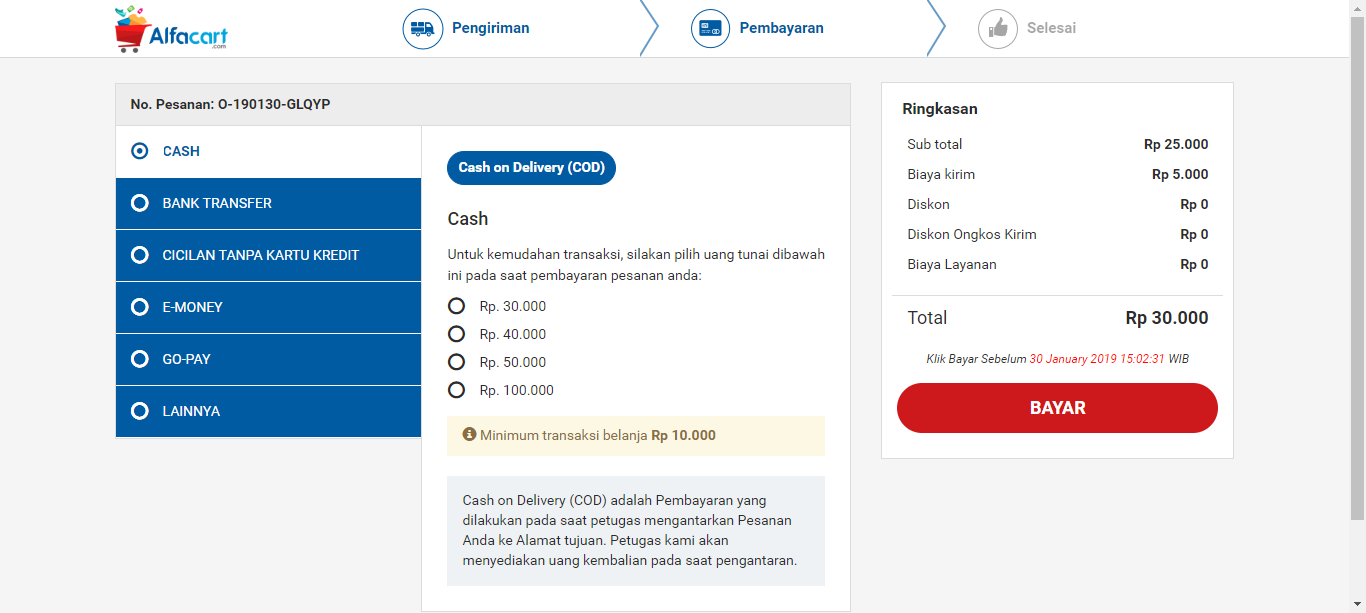 Alfacart
.com
Pengiriman
Pembayaran
Selesai
No. Pesanan: O-190130-GLQYP
CASH
BANK TRANSFER
CICILAN TANPA KARTU KREDIT
E-MONEY
GO-PAY
LAINNYA
Cash on Delivery (COD)
Cash
Untuk kemudahan transaksi, silakan pilih uang tunai dibawah
ini pada saat pembayaran pesanan anda:
Rp. 30.000
Rp. 40.000
Rp. 50.000
Rp. 100.000
Minimum transaksi belanja Rp 10.000
Cash on Delivery (COD) adalah Pembayaran yang
dilakukan pada saat petugas mengantarkan Pesanan
Anda ke Alamat tujuan. Petugas kami akan
menyediakan uang kembalian pada saat pengantaran.
Ringkasan
Sub total Rp 25.000
Biaya kirim Rp 5.000
Diskon Rp 0
Diskon Ongkos Kirim Rp 0
Biaya Layanan Rp 0
Total Rp 30.000
Klik Bayar Sebelum 30 January 2019 15:02:31 WIB
BAYAR